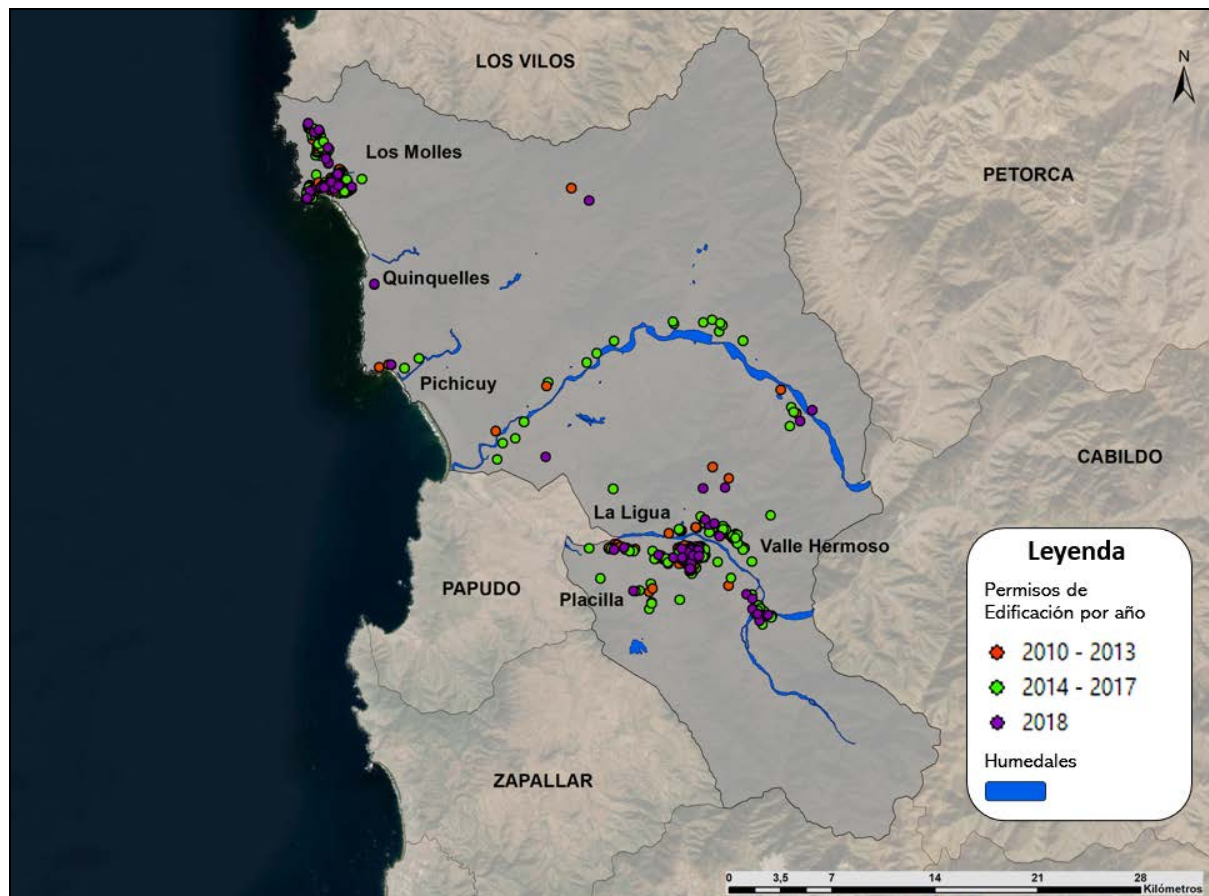 LOS VILOS
N
Los Molles
PETORCA
Quinquelles
Pichicuy
CABILDO
La Ligua
Valle Hermoso
PAPUDO
Placilla
ZAPALLAR
Leyenda
Permisos de
Edificación por año
2010 - 2013
2014 - 2017
2018
Humedales
0 3,5 7 14 21 28
Kilómetros